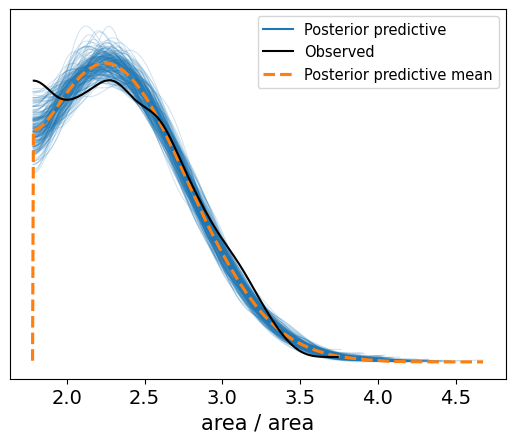 Posterior predictive
Observed
Posterior predictive mean
2.0 2.5 3.0 3.5 4.0 4.5
area / area